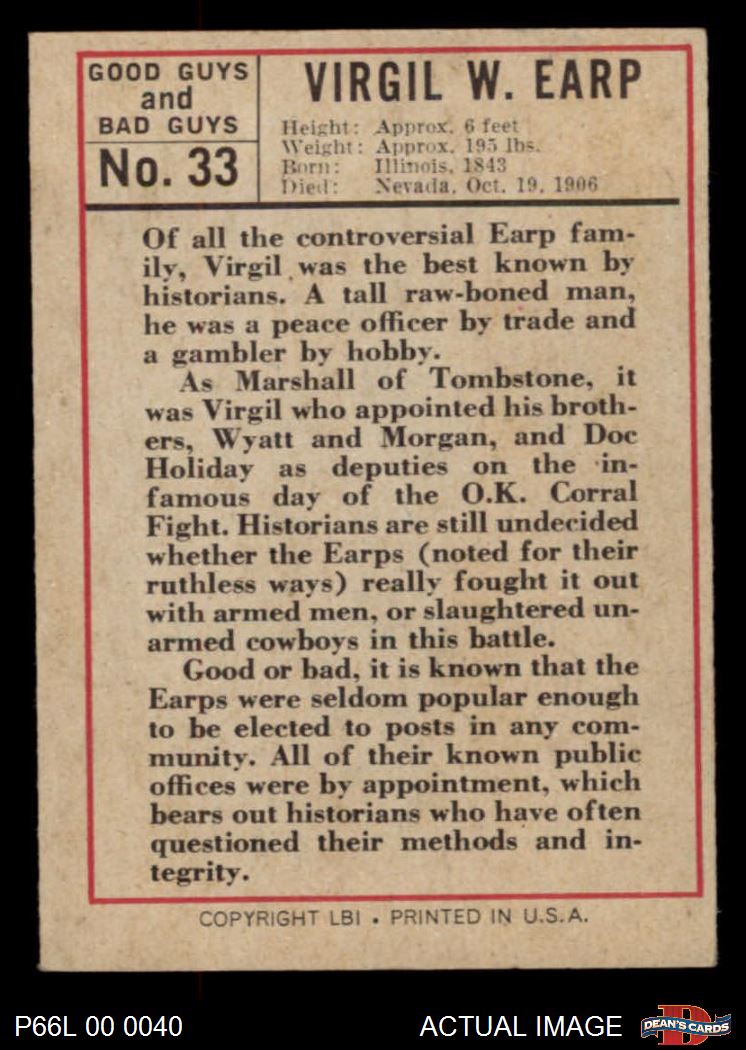 GOOD GUYS
and
BAD GUYS
No. 33
VIRGIL W. EARP
Height: Approx. 6 feet
Weight: Approx. 195 lbs.
Born: Illinois, 1843
Died: Nevada, Oct. 19, 1906
Of all the controversial Earp fam-
ily, Virgil was the best known by
historians. A tall raw-boned man,
he was a peace officer by trade and
a gambler by hobby.
As Marshall of Tombstone, it
was Virgil who appointed his broth-
ers, Wyatt and Morgan, and Doc
Holiday as deputies on the in-
famous day of the O.K. Corral
Fight. Historians are still undecided
whether the Earps (noted for their
ruthless ways) really fought it out
with armed men, or slaughtered un-
armed cowboys in this battle.
Good or bad, it is known that the
Earps were seldom popular enough
to be elected to posts in any com-
munity. All of their known public
offices were by appointment, which
bears out historians who have often
questioned their methods and in-
tegrity.
COPYRIGHT LBI • PRINTED IN U.S.A.
P66L 00 0040
ACTUAL IMAGE
D
DEAN'S CARDS